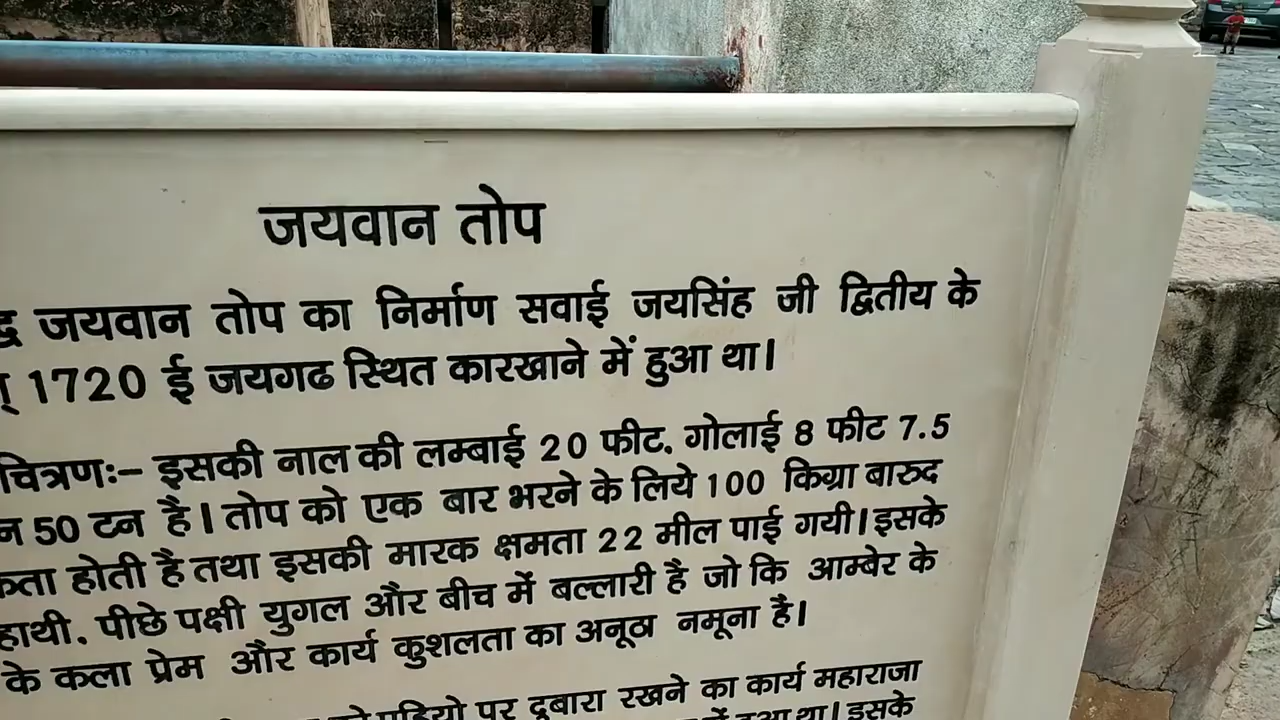 जयवान तोप
जयवान तोप का निर्माण सवाई जयसिंह जी द्वितीय के
1720 ई जयगढ स्थित कारखाने में हुआ था।
चित्रणः– इसकी नाल की लम्बाई 20 फीट, गोलाई 8 फीट 7.5
50 टन है। तोप को एक बार भरने के लिये 100 किग्रा बारुद
होती है तथा इसकी मारक क्षमता 22 मील पाई गयी। इसके
हाथी, पीछे पक्षी युगल और बीच में बल्लारी है जो कि आम्बेर के
के कला प्रेम और कार्य कुशलता का अनूठा नमूना है।
पर दूबारा रखने का कार्य महाराजा
था। इसके